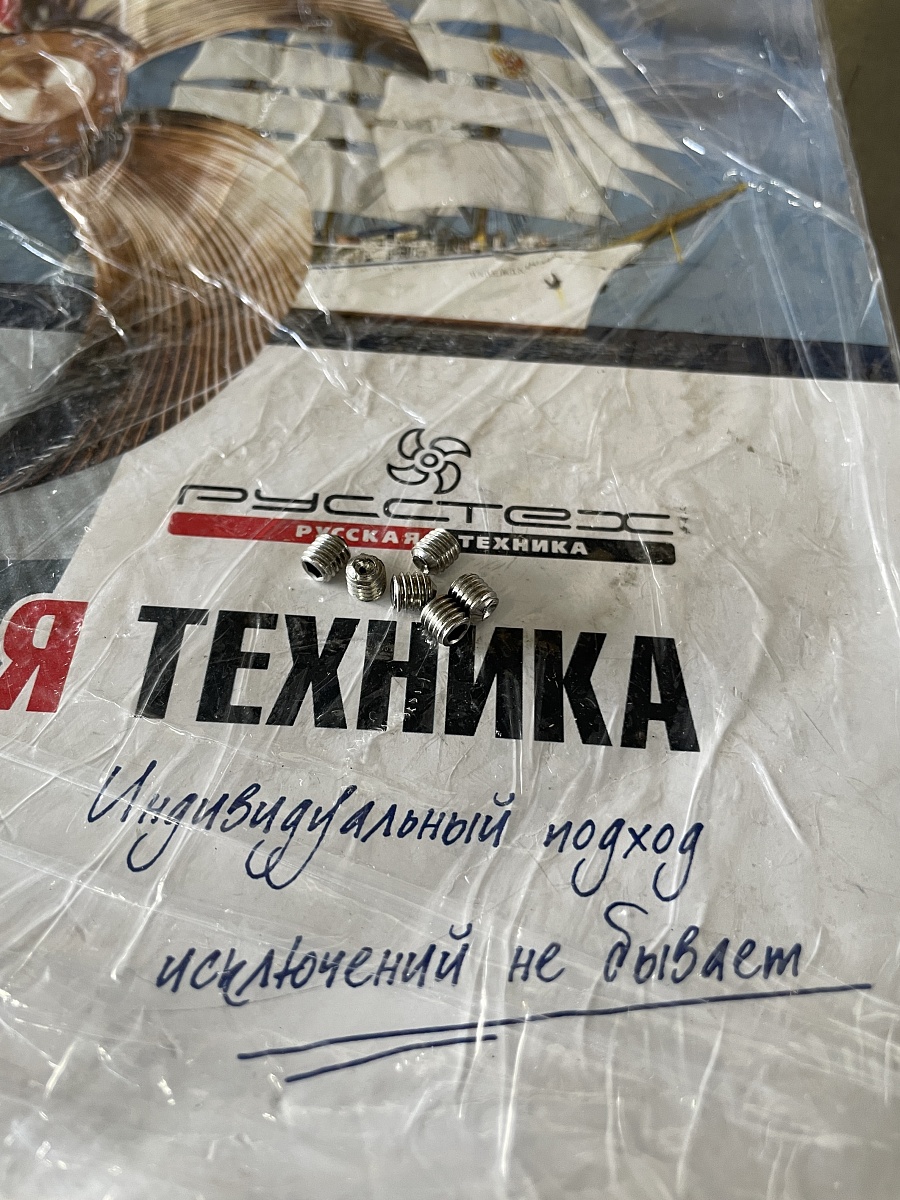 РУССТЕХ
РУССКАЯ ТЕХНИКА
Я ТЕХНИКА
Индивидуальный подход
исключений не бывает